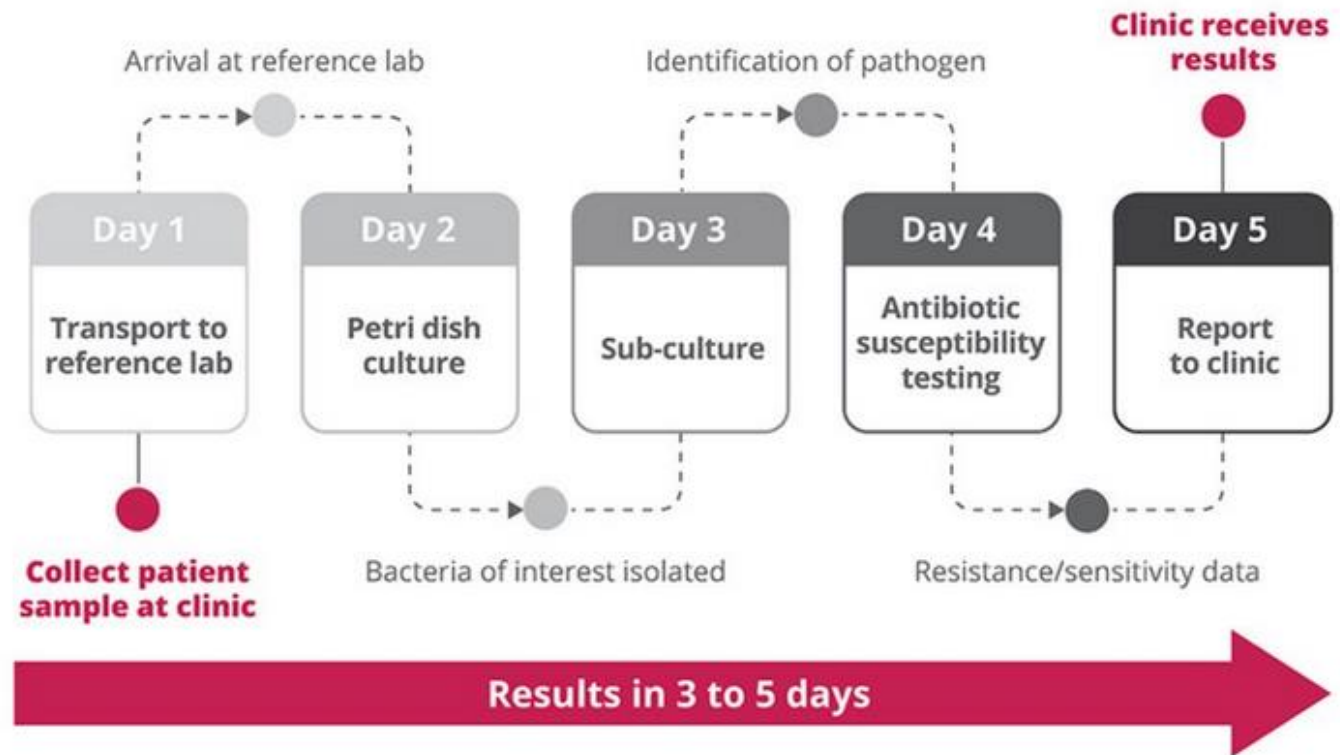 Clinic receives
results
Arrival at reference lab
Identification of pathogen
Day 1
Day 2
Day 3
Day 4
Day 5
Transport to
reference lab
Petri dish
culture
Sub-culture
Antibiotic
susceptibility
testing
Report
to clinic
Collect patient
sample at clinic
Bacteria of interest isolated
Resistance/sensitivity data
Results in 3 to 5 days